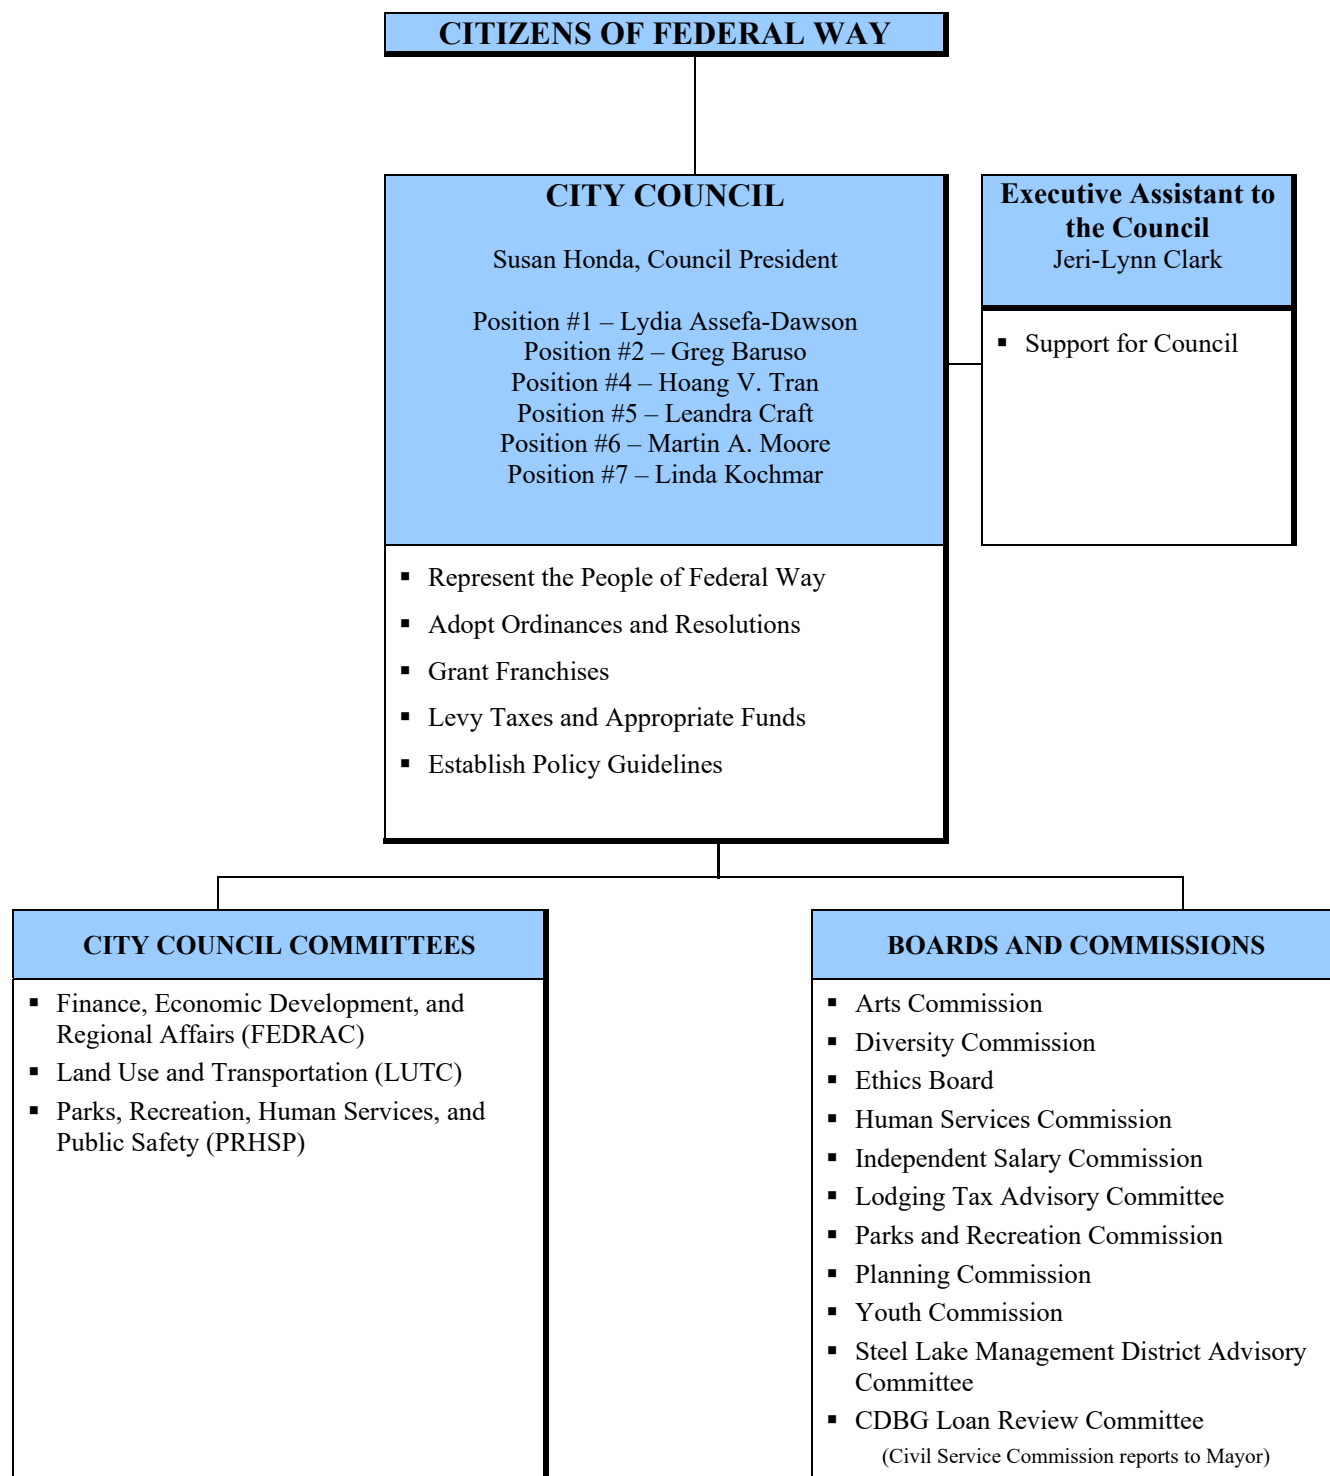 CITIZENS OF FEDERAL WAY
CITY COUNCIL
Susan Honda, Council President
Position #1 – Lydia Assefa-Dawson
Position #2 – Greg Baruso
Position #4 – Hoang V. Tran
Position #5 – Leandra Craft
Position #6 – Martin A. Moore
Position #7 – Linda Kochmar
▪ Represent the People of Federal Way
▪ Adopt Ordinances and Resolutions
▪ Grant Franchises
▪ Levy Taxes and Appropriate Funds
▪ Establish Policy Guidelines
Executive Assistant to
the Council
Jeri-Lynn Clark
▪ Support for Council
CITY COUNCIL COMMITTEES
▪ Finance, Economic Development, and
Regional Affairs (FEDRAC)
▪ Land Use and Transportation (LUTC)
▪ Parks, Recreation, Human Services, and
Public Safety (PRHSP)
BOARDS AND COMMISSIONS
▪ Arts Commission
▪ Diversity Commission
▪ Ethics Board
▪ Human Services Commission
▪ Independent Salary Commission
▪ Lodging Tax Advisory Committee
▪ Parks and Recreation Commission
▪ Planning Commission
▪ Youth Commission
▪ Steel Lake Management District Advisory
Committee
▪ CDBG Loan Review Committee
(Civil Service Commission reports to Mayor)